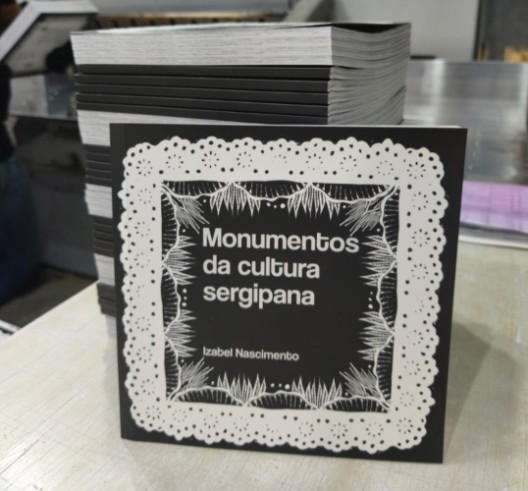 Monumentos
da cultura
sergipana
Izabel Nascimento